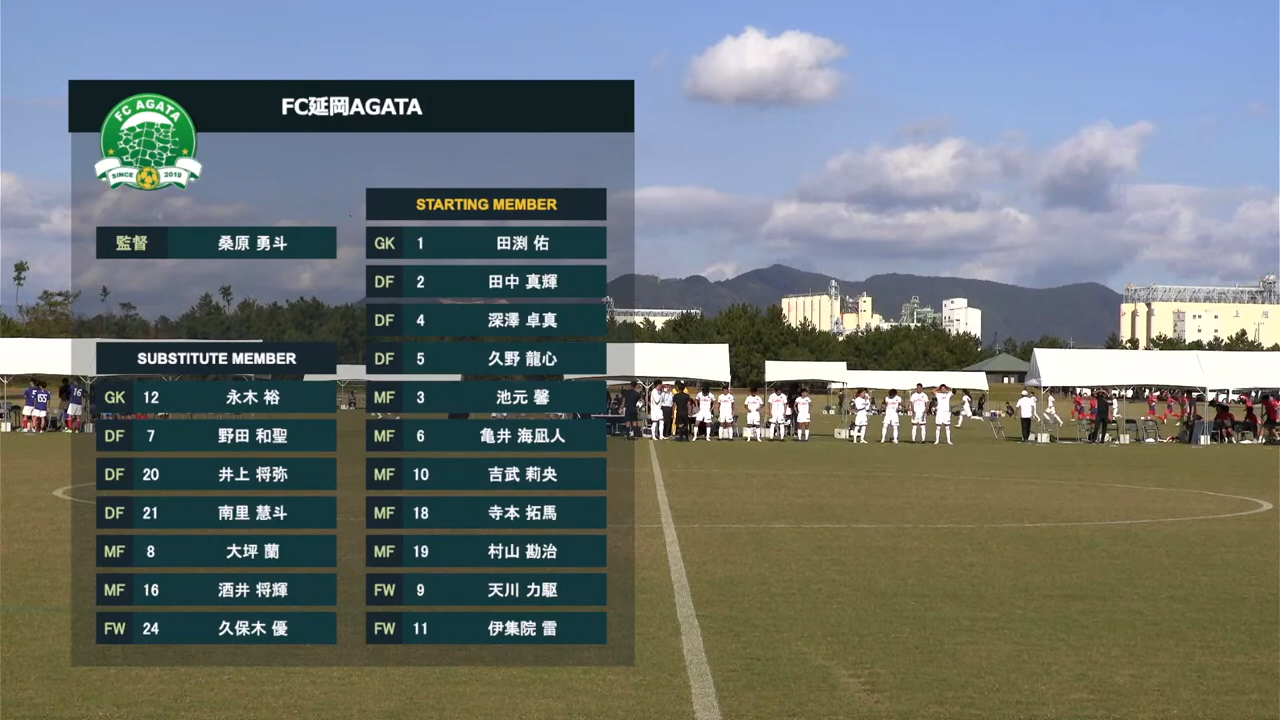 FC延岡AGATA
FC AGATA
SINCE 2019
監督 桑原 勇斗
STARTING MEMBER
GK 1 田渕 佑
DF 2 田中 真輝
DF 4 深澤 卓真
DF 5 久野 龍心
MF 3 池元 馨
MF 6 亀井 海凪人
MF 10 吉武 莉央
MF 18 寺本 拓馬
MF 19 村山 勘治
FW 9 天川 力駆
FW 11 伊集院 雷
SUBSTITUTE MEMBER
GK 12 永木 裕
DF 7 野田 和聖
DF 20 井上 将弥
DF 21 南里 慧斗
MF 8 大坪 蘭
MF 16 酒井 将輝
FW 24 久保木 優